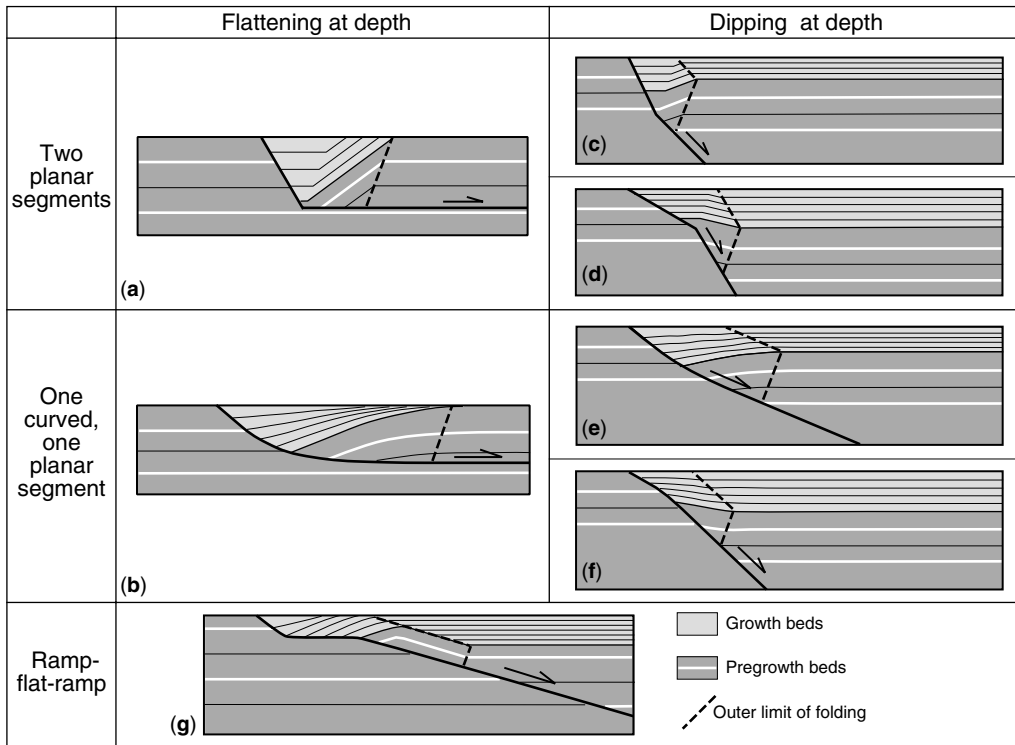 Flattening at depth
Dipping at depth
Two
planar
segments
(a)
(c)
(d)
One
curved,
one
planar
segment
(b)
(e)
(f)
Ramp-
flat-ramp
(g)
Growth beds
Pregrowth beds
Outer limit of folding